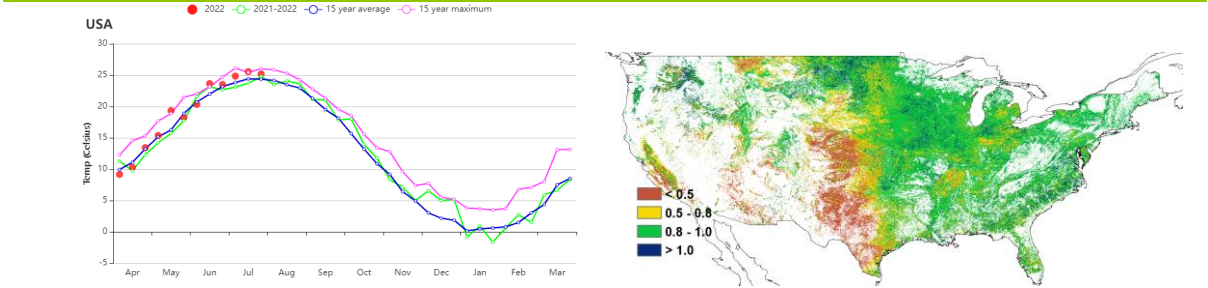 2022 2021-2022 15 year average 15 year maximum
USA
Temp (Celsius)
30
25
20
15
10
5
0
-5
Apr May Jun Jul Aug Sep Oct Nov Dec Jan Feb Mar
< 0.5
0.5 - 0.8
0.8 - 1.0
> 1.0